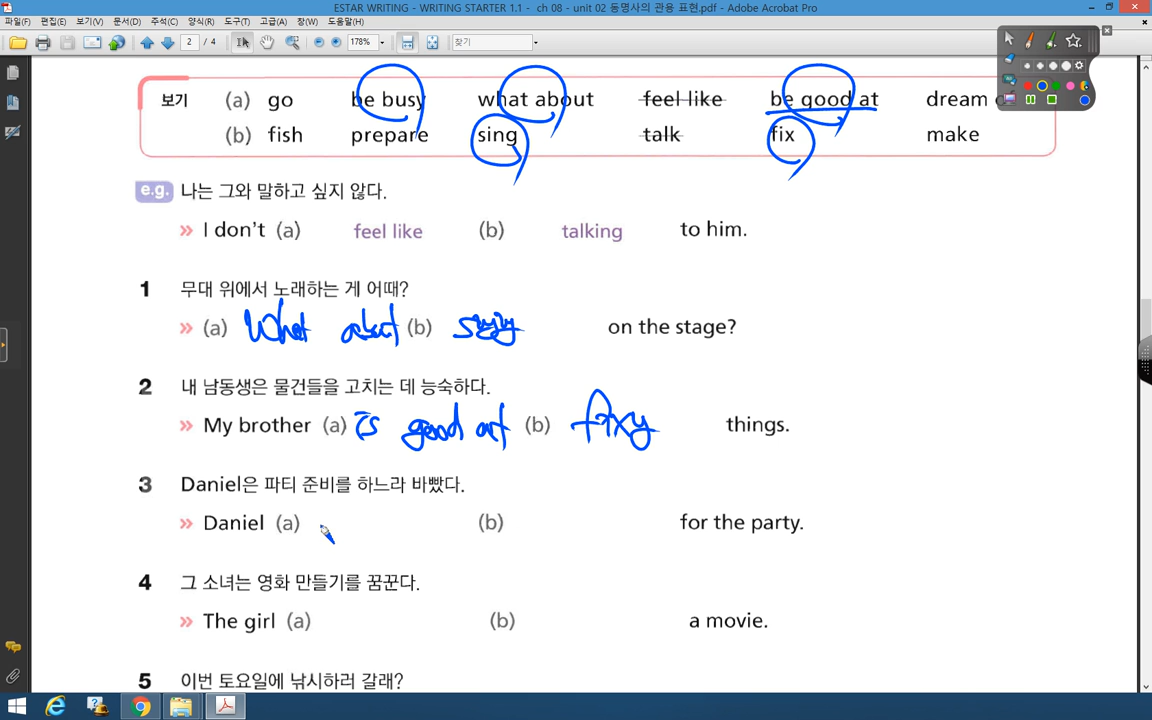 ESTAR WRITING - WRITING STARTER 1.1 - ch 08 - unit 02 동명사의 관용 표현.pdf - Adobe Acrobat Pro
파일(F) 편집(E) 보기(V) 문서(D) 주석(C) 양식(R) 도구(T) 고급(A) 창(W) 도움말(H)
2 / 4 178% 찾기
보기 (a) go be busy what about feel like be good at dream
(b) fish prepare sing talk fix make
e.g. 나는 그와 말하고 싶지 않다.
» I don't (a) feel like (b) talking to him.
1 무대 위에서 노래하는 게 어때?
» (a) What about (b) on the stage?
2 내 남동생은 물건들을 고치는 데 능숙하다.
» My brother (a) is good at (b) things.
3 Daniel은 파티 준비를 하느라 바빴다.
» Daniel (a) (b) for the party.
4 그 소녀는 영화 만들기를 꿈꾼다.
» The girl (a) (b) a movie.
5 이번 토요일에 낚시하러 갈래?